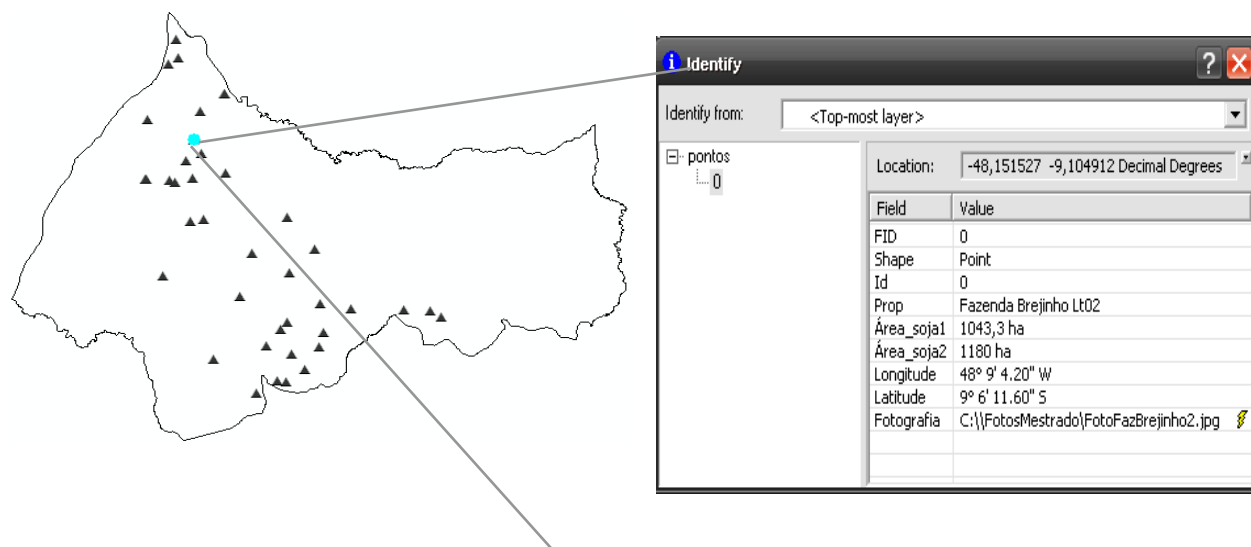 Identify
?
X
Identify from:
<Top-most layer>
pontos
0
Location:
-48,151527 -9,104912 Decimal Degrees
Field Value
FID 0
Shape Point
Id 0
Prop Fazenda Brejinho Lt02
Área_soja1 1043,3 ha
Área_soja2 1180 ha
Longitude 48º 9' 4.20" W
Latitude 9º 6' 11.60" S
Fotografia C:\\FotosMestrado\FotoFazBrejinho2.jpg